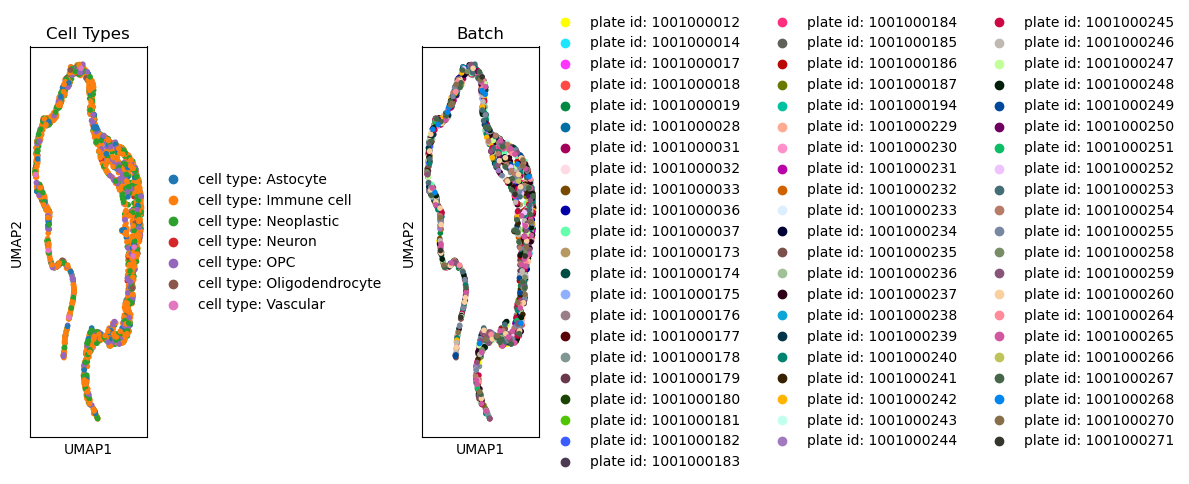 Cell Types
UMAP2
UMAP1
cell type: Astocyte
cell type: Immune cell
cell type: Neoplastic
cell type: Neuron
cell type: OPC
cell type: Oligodendrocyte
cell type: Vascular
Batch
UMAP2
UMAP1
plate id: 1001000012
plate id: 1001000014
plate id: 1001000017
plate id: 1001000018
plate id: 1001000019
plate id: 1001000028
plate id: 1001000031
plate id: 1001000032
plate id: 1001000033
plate id: 1001000036
plate id: 1001000037
plate id: 1001000173
plate id: 1001000174
plate id: 1001000175
plate id: 1001000176
plate id: 1001000177
plate id: 1001000178
plate id: 1001000179
plate id: 1001000180
plate id: 1001000181
plate id: 1001000182
plate id: 1001000183
plate id: 1001000184
plate id: 1001000185
plate id: 1001000186
plate id: 1001000187
plate id: 1001000194
plate id: 1001000229
plate id: 1001000230
plate id: 1001000231
plate id: 1001000232
plate id: 1001000233
plate id: 1001000234
plate id: 1001000235
plate id: 1001000236
plate id: 1001000237
plate id: 1001000238
plate id: 1001000239
plate id: 1001000240
plate id: 1001000241
plate id: 1001000242
plate id: 1001000243
plate id: 1001000244
plate id: 1001000245
plate id: 1001000246
plate id: 1001000247
plate id: 1001000248
plate id: 1001000249
plate id: 1001000250
plate id: 1001000251
plate id: 1001000252
plate id: 1001000253
plate id: 1001000254
plate id: 1001000255
plate id: 1001000258
plate id: 1001000259
plate id: 1001000260
plate id: 1001000264
plate id: 1001000265
plate id: 1001000266
plate id: 1001000267
plate id: 1001000268
plate id: 1001000270
plate id: 1001000271